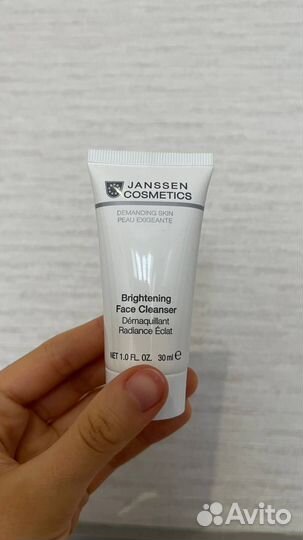 JANSSEN
COSMETICS
DEMANDING SKIN
PEAU EXIGEANTE
Brightening
Face Cleanser
Démaquillant
Radiance Éclat
NET 1.0 FL. OZ. 30 ml ℮
Avito